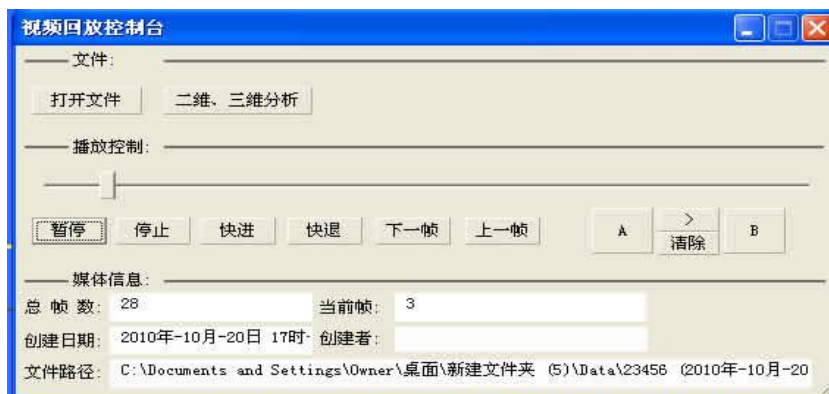 视频回放控制台
文件:
打开文件 二维、三维分析
播放控制:
暂停 停止 快进 快退 下一帧 上一帧 A > B
清除
媒体信息:
总 帧 数: 28 当前帧: 3
创建日期: 2010年-10月-20日 17时- 创建者:
文件路径: C:\Documents and Settings\Owner\桌面\新建文件夹 (5)\Data\23456 (2010年-10月-20